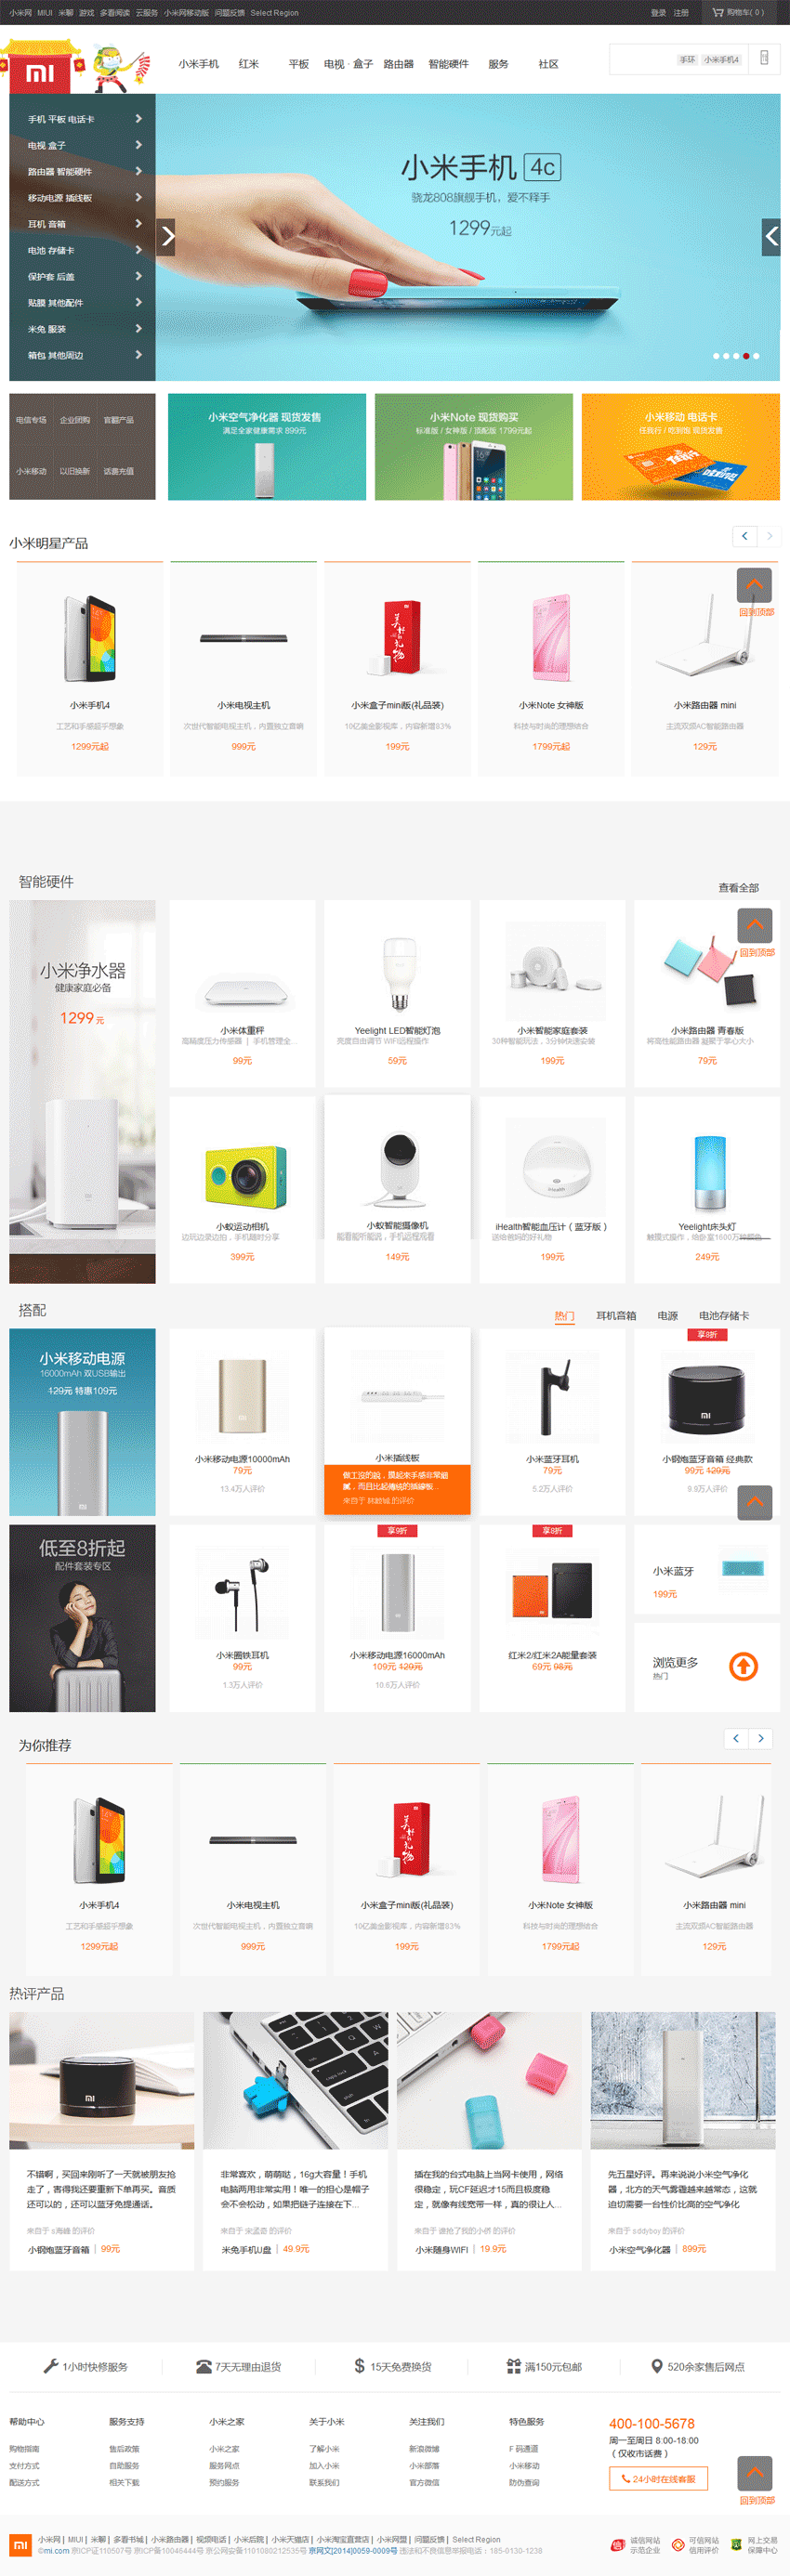 小米网 MIUI 米聊 游戏 多看阅读 云服务 小米网移动版 问题反馈 Select Region
登录 注册 购物车( 0 )
小米手机 红米 平板 电视 · 盒子 路由器 智能硬件 服务 社区
手环 小米手机4
手机 平板 电话卡
电视 盒子
路由器 智能硬件
移动电源 插线板
耳机 音箱
电池 存储卡
保护套 后盖
贴膜 其他配件
米兔 服装
箱包 其他周边
小米手机 4c
骁龙808旗舰手机，爱不释手
1299元起
电信专场 企业团购 官翻产品
小米移动 以旧换新 话费充值
小米空气净化器 现货发售
满足全家健康需求 899元
小米Note 现货购买
标准版 / 女神版 / 顶配版 1799元起
小米移动 电话卡
任我行 / 吃到饱 现货发售
小米明星产品
小米手机4
工艺和手感超乎想象
1299元起
小米电视主机
次世代智能电视主机，内置独立音响
999元
小米盒子mini版(礼品装)
10亿美金影视库，内容新增83%
199元
小米Note 女神版
科技与时尚的理想结合
1799元起
小米路由器 mini
主流双频AC智能路由器
129元
回到顶部
智能硬件
查看全部
小米净水器
健康家庭必备
1299 元
小米体重秤
高精度压力传感器 | 手机管理全...
99元
Yeelight LED智能灯泡
亮度自由调节 WIFI远程操作
59元
小米智能家庭套装
30种智能玩法，3分钟快速安装
199元
小米路由器 青春版
将高性能路由器 凝聚于掌心大小
79元
回到顶部
小蚁运动相机
边玩边录边拍，手机随时分享
399元
小蚁智能摄像机
能看能听能说，手机远程观看
149元
iHealth智能血压计（蓝牙版）
送给爸妈的好礼物
199元
Yeelight床头灯
触摸式操作，给卧室1600万种颜色
249元
搭配
热门 耳机音箱 电源 电池存储卡
小米移动电源
16000mAh 双USB输出
129元 特惠109元
小米移动电源10000mAh
79元
13.4万人评价
小米插线板
来自于 的评价
小米蓝牙耳机
79元
5.2万人评价
享8折
小钢炮蓝牙音箱 经典款
99元 129元
9.9万人评价
低至8折起
配件套装专区
小米圈铁耳机
99元
1.3万人评价
享9折
小米移动电源16000mAh
109元 129元
10.6万人评价
享8折
红米2/红米2A能量套装
69元 98元
小米蓝牙
199元
浏览更多
热门
为你推荐
小米手机4
工艺和手感超乎想象
1299元起
小米电视主机
次世代智能电视主机，内置独立音响
999元
小米盒子mini版(礼品装)
10亿美金影视库，内容新增83%
199元
小米Note 女神版
科技与时尚的理想结合
1799元起
小米路由器 mini
主流双频AC智能路由器
129元
热评产品
不错啊，买回来刚听了一天就被朋友抢
走了，害得我还要重新下单再买。音质
还可以的，还可以蓝牙免提通话。
来自于 s海峰 的评价
小钢炮蓝牙音箱 | 99元
非常喜欢，萌萌哒，16g大容量！手机
电脑两用非常实用！唯一的担心是帽子
会不会松动，如果把链子连接在下...
来自于 宋孟奇 的评价
米兔手机U盘 | 49.9元
插在我的台式电脑上当网卡使用，网络
很稳定，玩CF延迟才15而且极度稳
定，就像有线宽带一样，真的很让人...
来自于 谁抢了我的小侨 的评价
小米随身WIFI | 19.9元
先五星好评。再来说说小米空气净化
器，北方的天气雾霾越来越常态，这就
迫切需要一台性价比高的空气净化
来自于 sddyboy 的评价
小米空气净化器 | 899元
1小时快修服务 7天无理由退货 15天免费换货 满150元包邮 520余家售后网点
帮助中心 服务支持 小米之家 关于小米 关注我们 特色服务
购物指南 售后政策 小米之家 了解小米 新浪微博 F 码通道
支付方式 自助服务 服务网点 加入小米 小米部落 小米移动
配送方式 相关下载 预约服务 联系我们 官方微信 防伪查询
400-100-5678
周一至周日 8:00-18:00
（仅收市话费）
24小时在线客服
回到顶部
小米网 | MIUI | 米聊 | 多看书城 | 小米路由器 | 视频电话 | 小米后院 | 小米天猫店 | 小米淘宝直营店 | 小米网盟 | 问题反馈 | Select Region
©mi.com 京ICP证110507号 京ICP备10046444号 京公网安备1101080212535号 京网文[2014]0059-0009号 违法和不良信息举报电话：185-0130-1238
诚信网站 示范企业
可信网站 信用评价
网上交易 保障中心